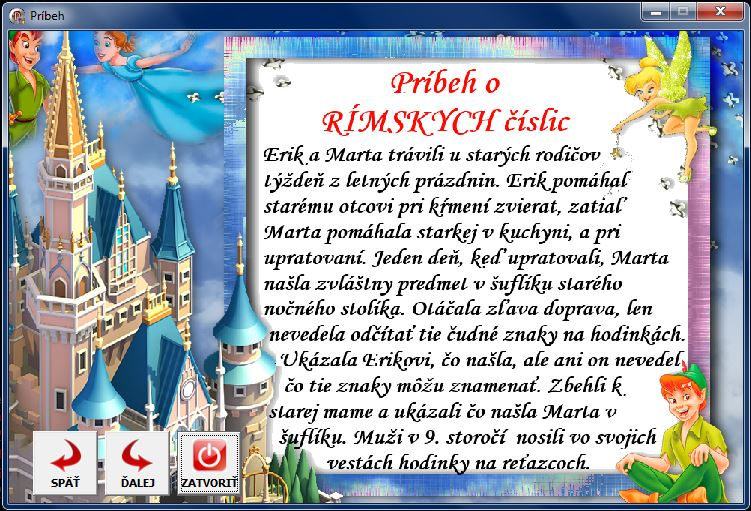 Príbeh
Príbeh o
RÍMSKYCH číslic
Erik a Marta trávili u starých rodičov
týždeň z letných prázdnin. Erik pomáhal
starému otcovi pri kŕmení zvierat, zatiaľ
Marta pomáhala starkej v kuchyni, a pri
upratovaní. Jeden deň, keď upratovali, Marta
našla zvláštny predmet v šuflíku starého
nočného stolíka. Otáčala zľava doprava, len
nevedela odčítať tie čudné znaky na hodinkách.
Ukázala Erikovi, čo našla, ale ani on nevedel
čo tie znaky môžu znamenať. Zbehli k
starej mame a ukázali čo našla Marta v
šuflíku. Muži v 9. storočí nosili vo svojich
vestách hodinky na reťazcoch.
SPÄŤ
ĎALEJ
ZATVORIŤ